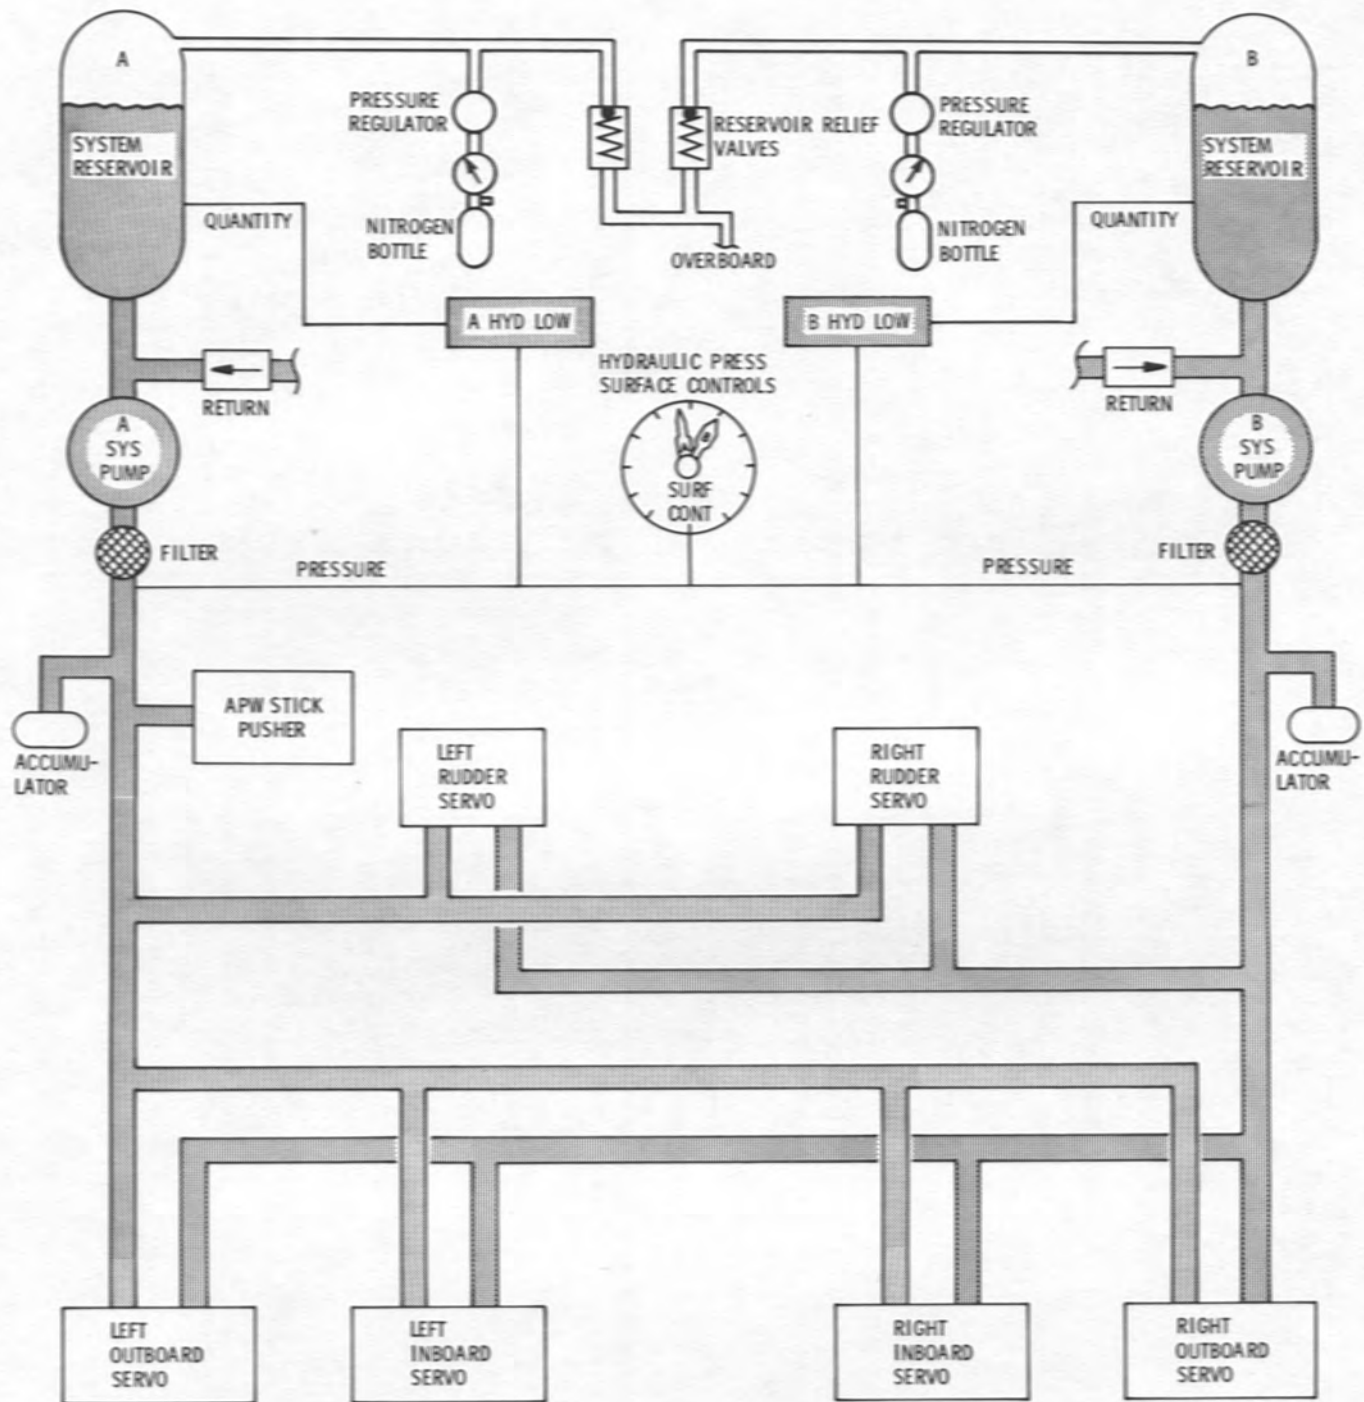 A
B
PRESSURE
REGULATOR
RESERVOIR RELIEF
VALVES
PRESSURE
REGULATOR
SYSTEM
RESERVOIR
SYSTEM
RESERVOIR
QUANTITY
NITROGEN
BOTTLE
OVERBOARD
NITROGEN
BOTTLE
QUANTITY
A HYD LOW
B HYD LOW
HYDRAULIC PRESS
SURFACE CONTROLS
RETURN
RETURN
A
SYS
PUMP
B
SURF
CONT
B
SYS
PUMP
FILTER
PRESSURE
PRESSURE
FILTER
APW STICK
PUSHER
ACCUMU-
LATOR
LEFT
RUDDER
SERVO
RIGHT
RUDDER
SERVO
ACCUMU-
LATOR
LEFT
OUTBOARD
SERVO
LEFT
INBOARD
SERVO
RIGHT
INBOARD
SERVO
RIGHT
OUTBOARD
SERVO